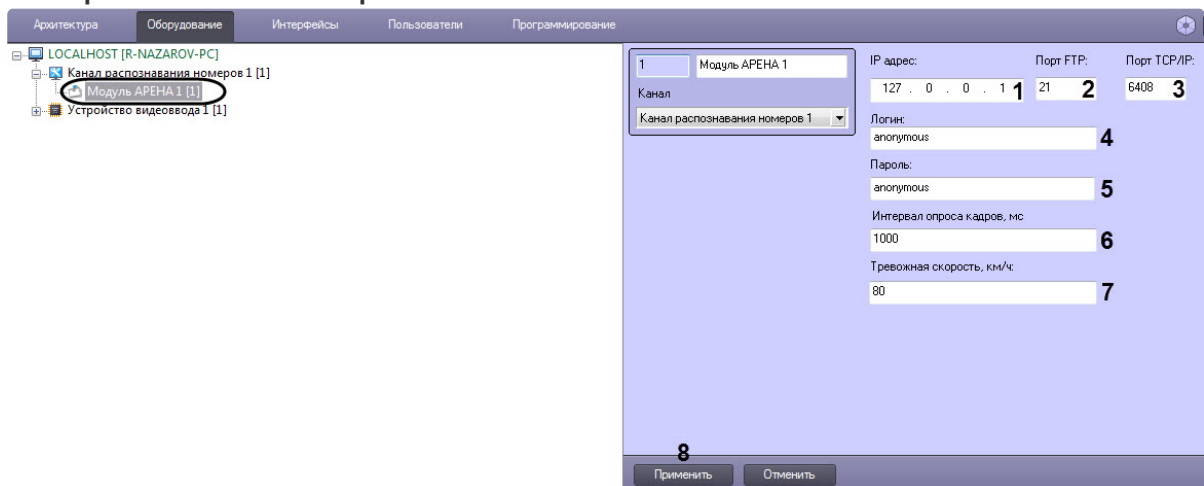 Архитектура Оборудование Интерфейсы Пользователи Программирование
LOCALHOST [R-NAZAROV-PC]
Канал распознавания номеров 1 [1]
Модуль АРЕНА 1 [1]
Устройство видеоввода 1 [1]
1 Модуль АРЕНА 1
Канал
Канал распознавания номеров 1
IP адрес: Порт FTP: Порт TCP/IP:
127 . 0 . 0 . 1 1 21 2 6408 3
Логин:
anonymous 4
Пароль:
anonymous 5
Интервал опроса кадров, мс
1000 6
Тревожная скорость, км/ч:
80 7
8
Применить Отменить